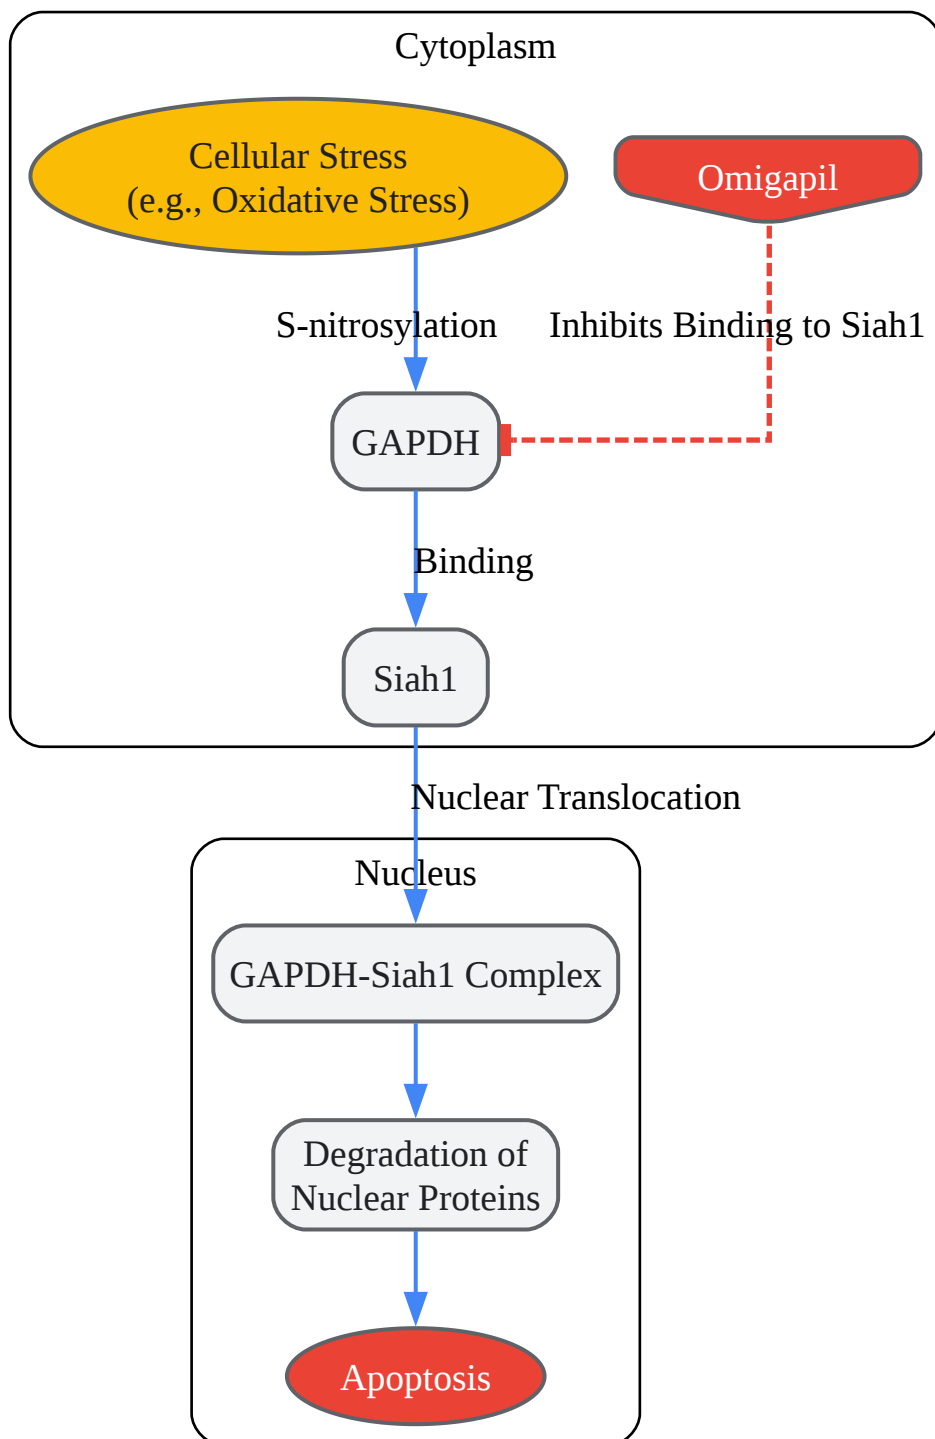 Cytoplasm
Cellular Stress
(e.g., Oxidative Stress)
Omigapil
S-nitrosylation
Inhibits Binding to Siah1
GAPDH
Binding
Siah1
Nuclear Translocation
Nucleus
GAPDH-Siah1 Complex
Degradation of
Nuclear Proteins
Apoptosis